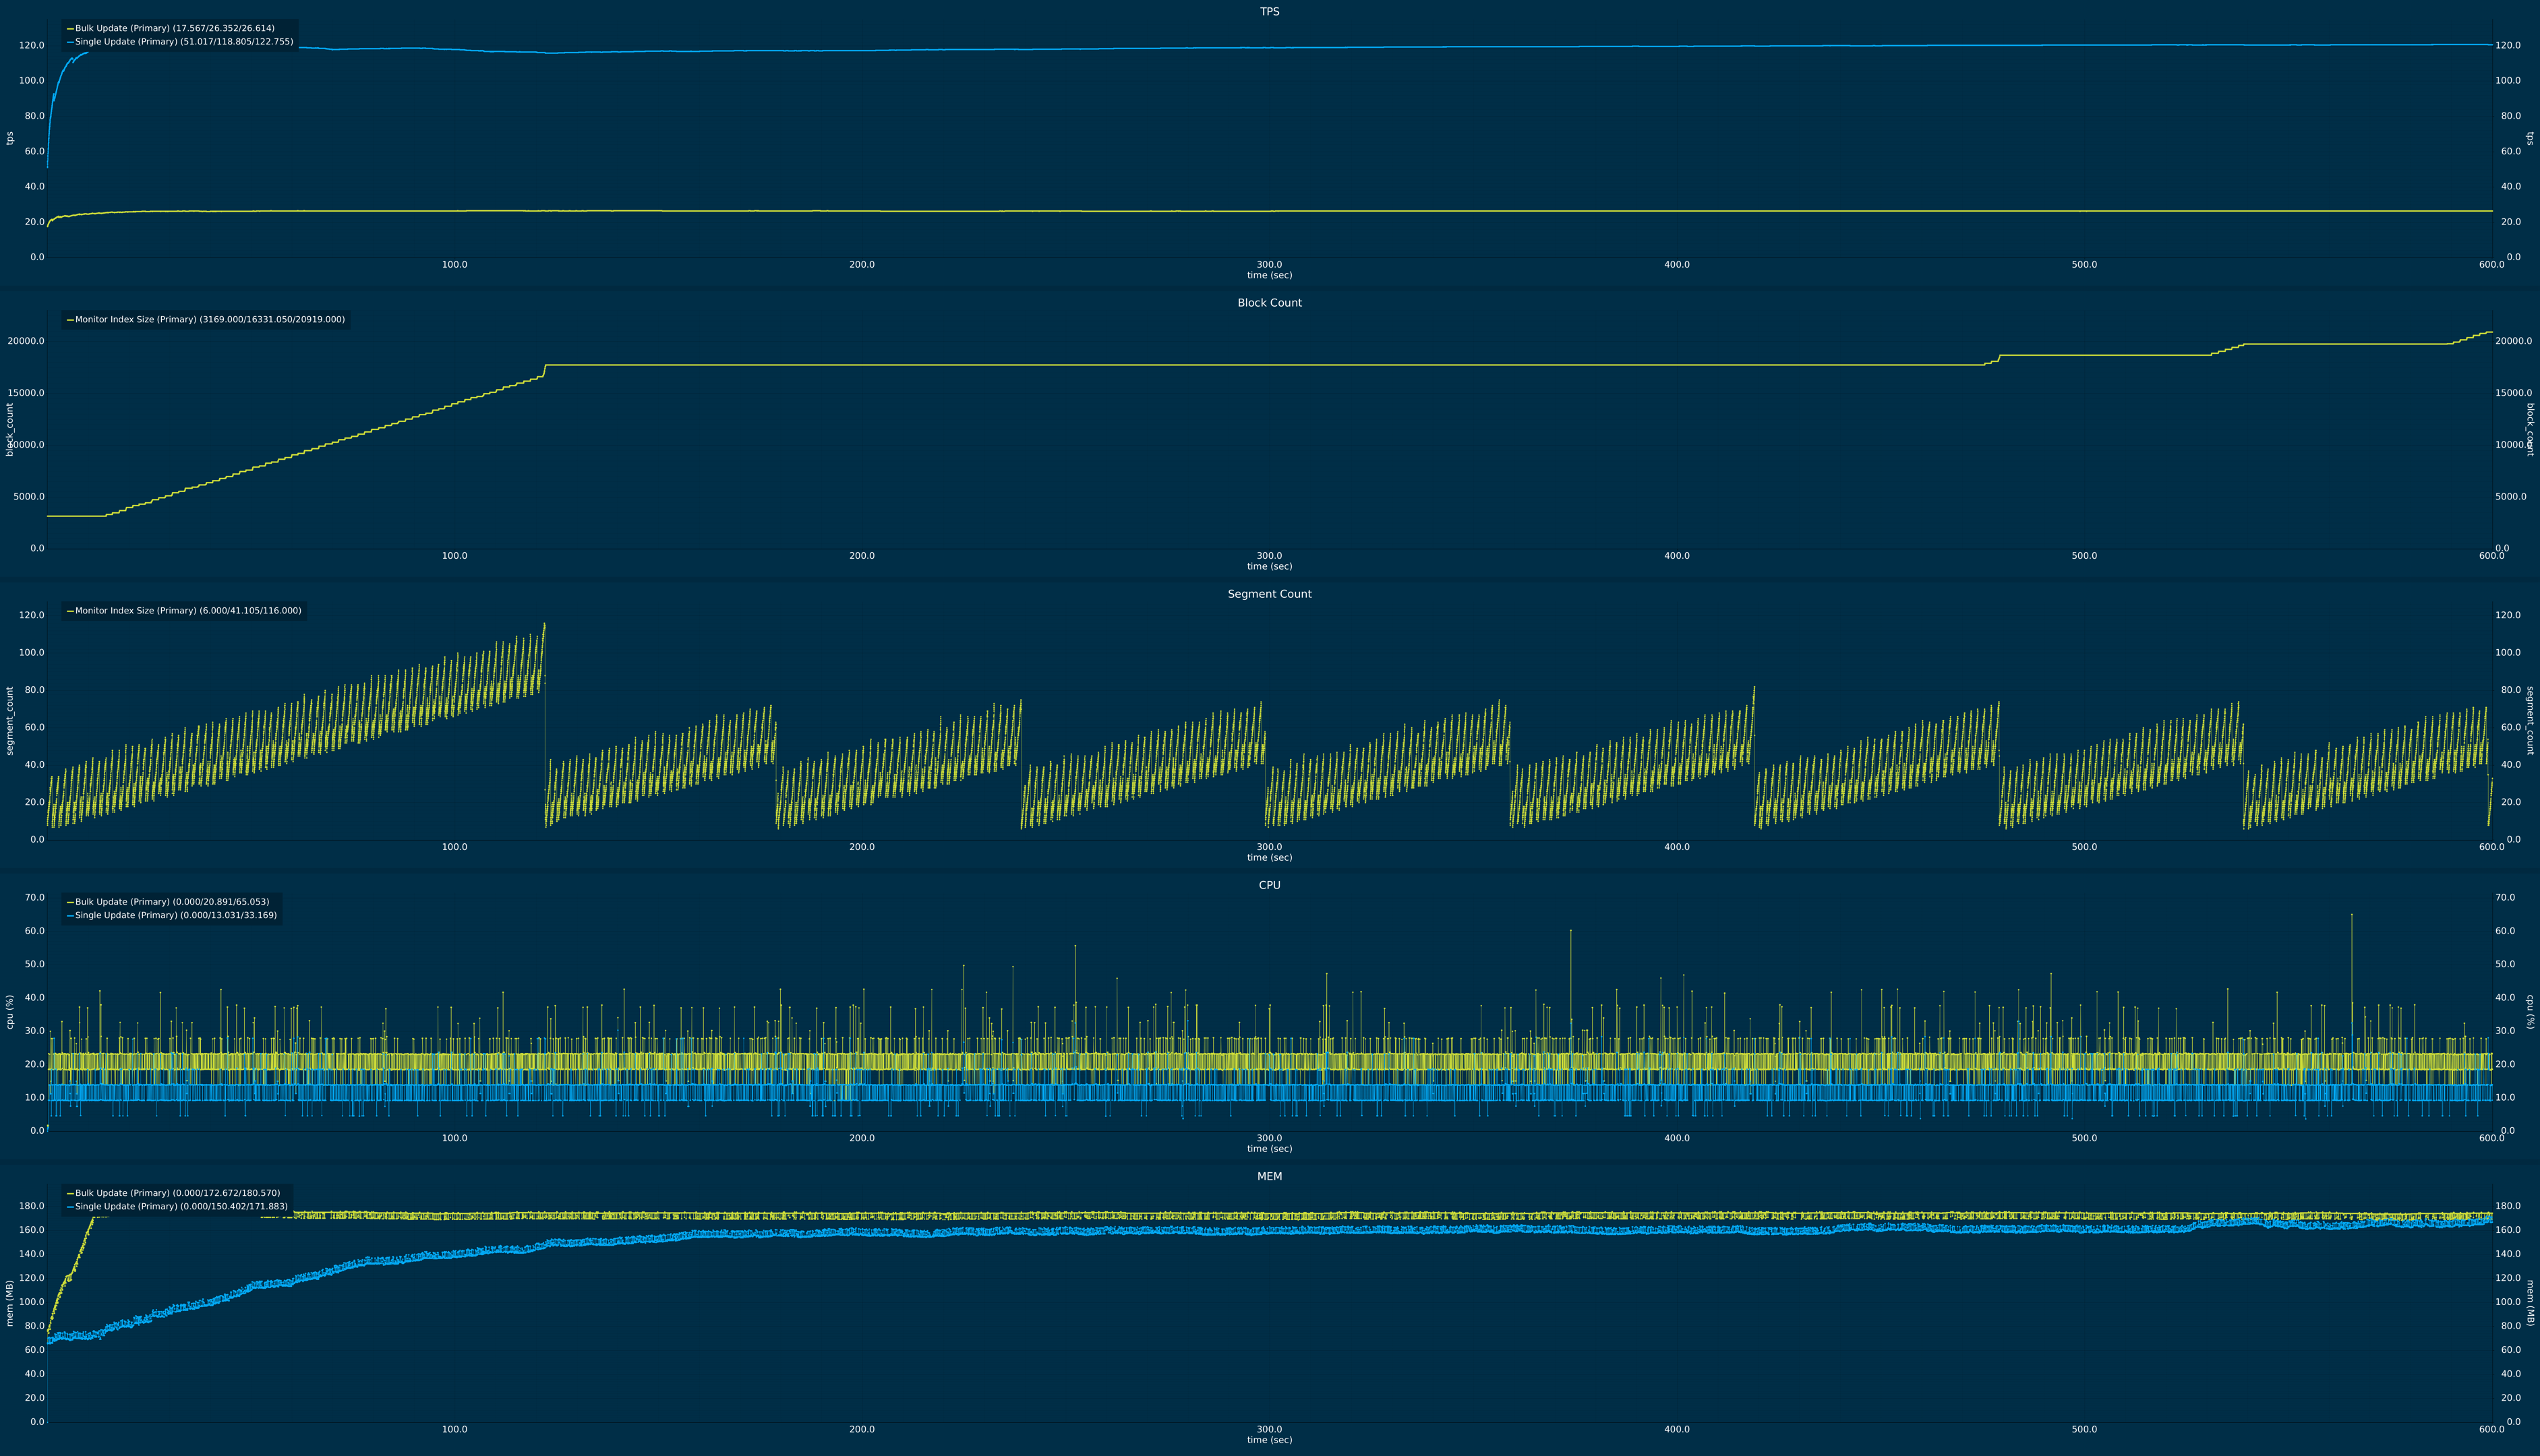 TPS
Bulk Update (Primary) (17.567/26.352/26.614)
Single Update (Primary) (51.017/118.805/122.755)
120.0 120.0
100.0 100.0
80.0 80.0
tps tps
60.0 60.0
40.0 40.0
20.0 20.0
0.0 0.0
100.0 200.0 300.0 400.0 500.0 600.0
time (sec)
Block Count
Monitor Index Size (Primary) (3169.000/16331.050/20919.000)
20000.0 20000.0
15000.0 15000.0
block_count block_count
10000.0 10000.0
5000.0 5000.0
0.0 0.0
100.0 200.0 300.0 400.0 500.0 600.0
time (sec)
Segment Count
Monitor Index Size (Primary) (6.000/41.105/116.000)
120.0 120.0
100.0 100.0
80.0 80.0
segment_count segment_count
60.0 60.0
40.0 40.0
20.0 20.0
0.0 0.0
100.0 200.0 300.0 400.0 500.0 600.0
time (sec)
CPU
70.0 70.0
Bulk Update (Primary) (0.000/20.891/65.053)
Single Update (Primary) (0.000/13.031/33.169)
60.0 60.0
50.0 50.0
40.0 40.0
cpu (%) cpu (%)
30.0 30.0
20.0 20.0
10.0 10.0
0.0 0.0
100.0 200.0 300.0 400.0 500.0 600.0
time (sec)
MEM
Bulk Update (Primary) (0.000/172.672/180.570)
Single Update (Primary) (0.000/150.402/171.883)
180.0 180.0
160.0 160.0
140.0 140.0
120.0 120.0
mem (MB) mem (MB)
100.0 100.0
80.0 80.0
60.0 60.0
40.0 40.0
20.0 20.0
0.0 0.0
100.0 200.0 300.0 400.0 500.0 600.0
time (sec)